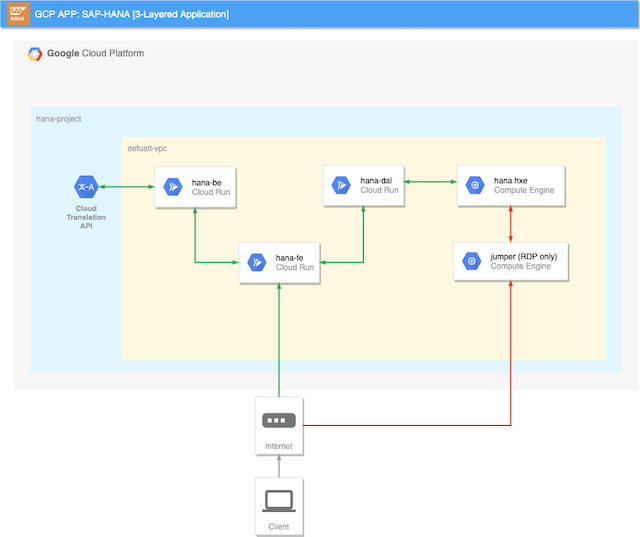 SAP
HANA
GCP APP: SAP-HANA [3-Layered Application]
Google Cloud Platform
hana-project
defualt-vpc
hana-be
Cloud Run
hana-dal
Cloud Run
hana hxe
Compute Engine
文-A
Cloud
Translation
API
hana-fe
Cloud Run
jumper (RDP only)
Compute Engine
Internet
Client